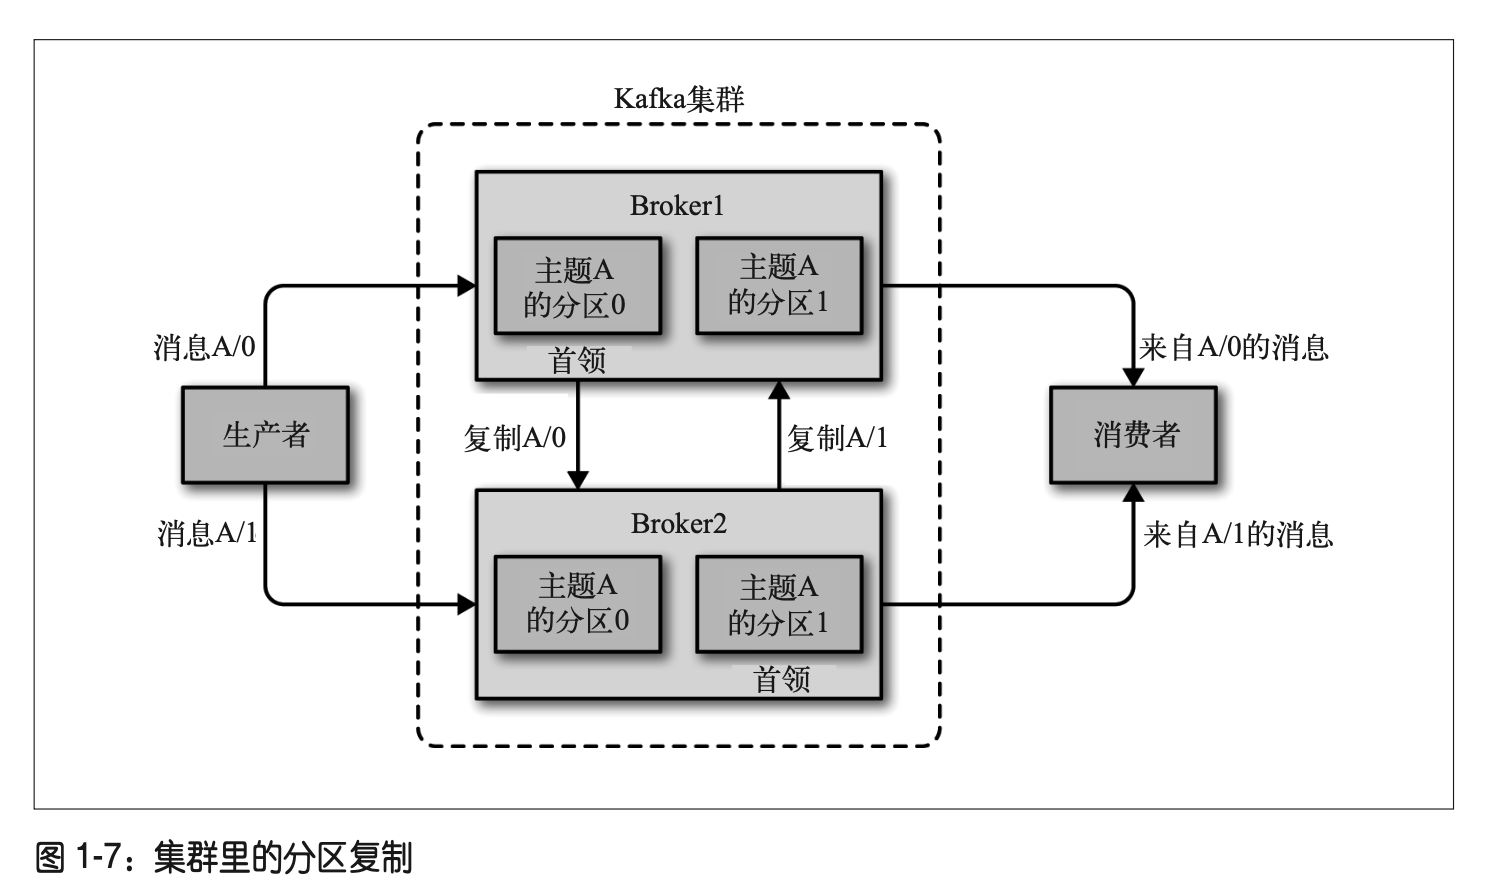 Kafka集群
Broker1
主题A
的分区0
主题A
的分区1
首领
消息A/0
来自A/0的消息
生产者
复制A/0
复制A/1
消费者
消息A/1
来自A/1的消息
Broker2
主题A
的分区0
主题A
的分区1
首领
图 1-7：集群里的分区复制